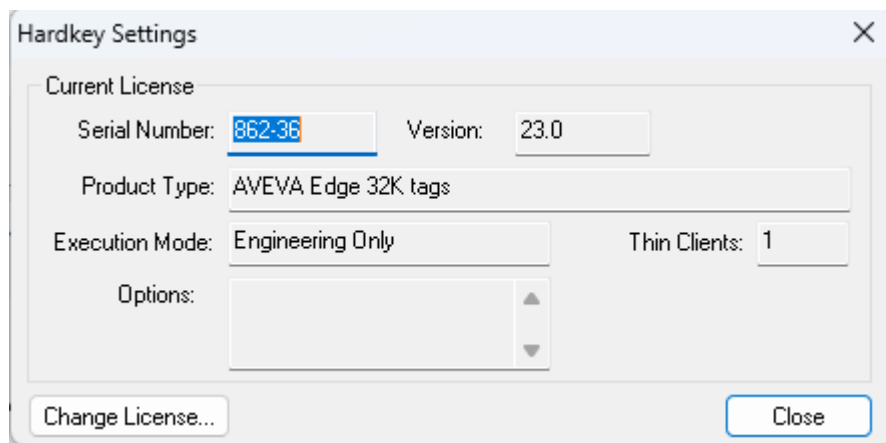 Hardkey Settings
Current License
Serial Number: 862-36 Version: 23.0
Product Type: AVEVA Edge 32K tags
Execution Mode: Engineering Only Thin Clients: 1
Options:
Change License... Close